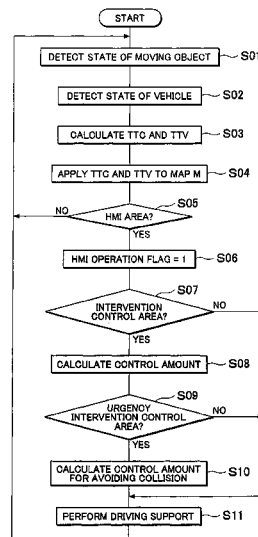 START
DETECT STATE OF MOVING OBJECT
S01
DETECT STATE OF VEHICLE
S02
CALCULATE TTC AND TTV
S03
APPLY TTC AND TTV TO MAP M
S04
HMI AREA?
S05
NO
YES
HMI OPERATION FLAG = 1
S06
S07
INTERVENTION
CONTROL AREA?
NO
YES
CALCULATE CONTROL AMOUNT
S08
S09
URGENCY
INTERVENTION CONTROL
AREA?
NO
YES
CALCULATE CONTROL AMOUNT
FOR AVOIDING COLLISION
S10
PERFORM DRIVING SUPPORT
S11